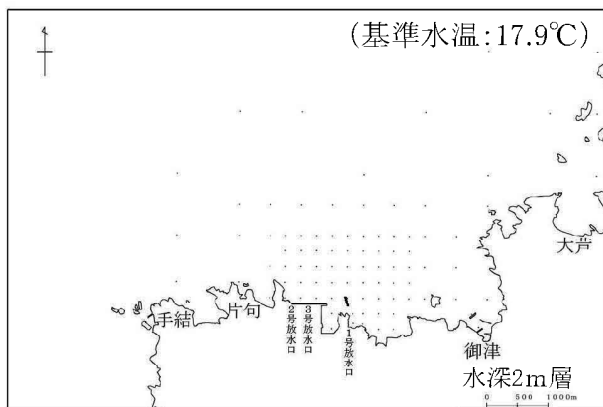 (基準水温:17.9℃)
大芦
手結
片句
2号放水口
3号放水口
1号放水口
御津
水深2m層
0 500 1000m